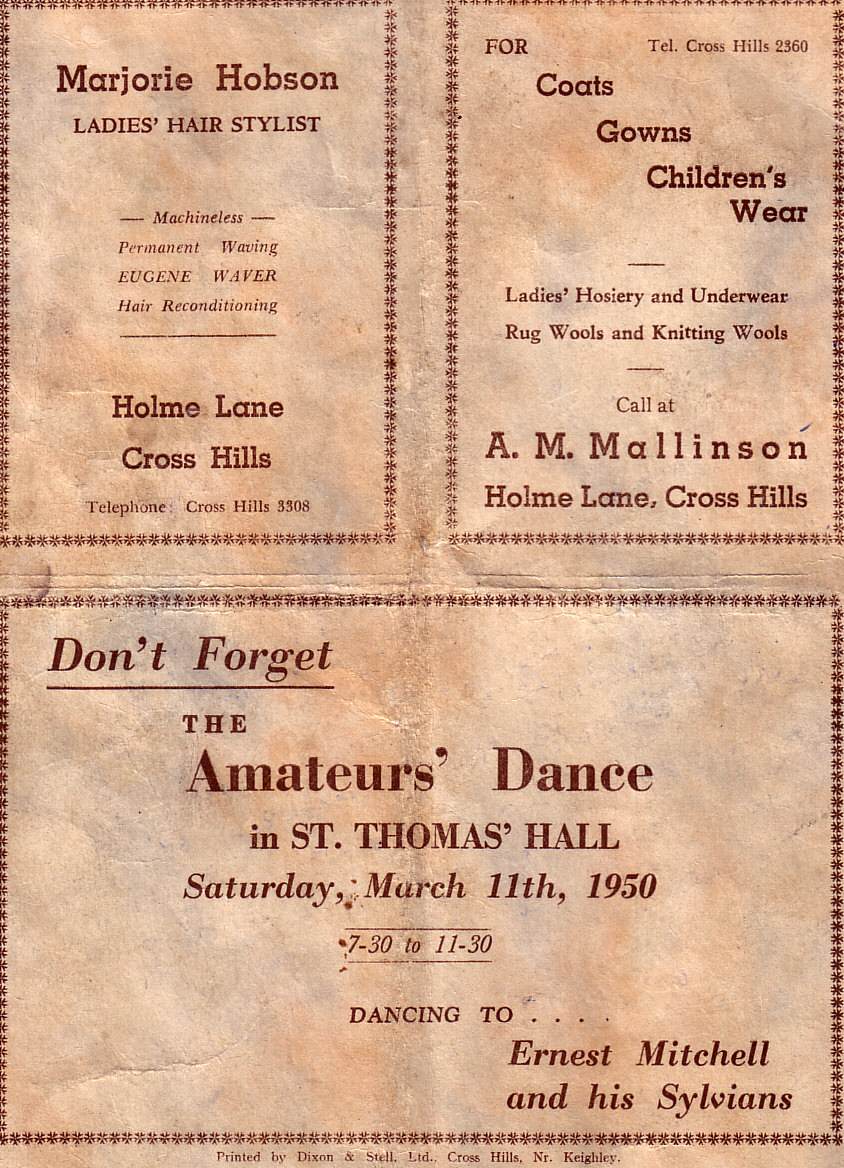 Marjorie Hobson
LADIES' HAIR STYLIST
— Machineless —
Permanent Waving
EUGENE WAVER
Hair Reconditioning
Holme Lane
Cross Hills
Telephone: Cross Hills 3308
FOR Tel. Cross Hills 2360
Coats
Gowns
Children's
Wear
Ladies' Hosiery and Underwear
Rug Wools and Knitting Wools
Call at
A. M. Mallinson
Holme Lane, Cross Hills
Don't Forget
THE
Amateurs' Dance
in ST. THOMAS' HALL
Saturday, March 11th, 1950
7-30 to 11-30
DANCING TO . . . .
Ernest Mitchell
and his Sylvians
Printed by Dixon & Stell, Ltd., Cross Hills, Nr. Keighley.